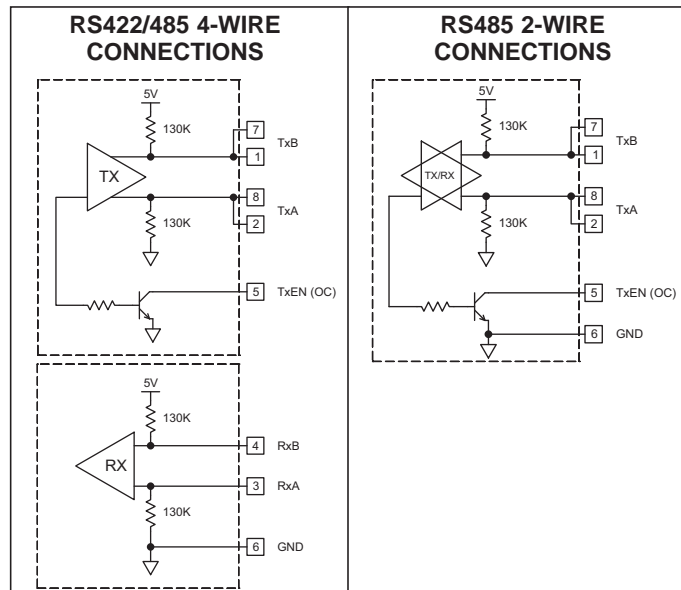 RS422/485 4-WIRE
CONNECTIONS
5V
130K
7
TxB
1
TX
8
TxA
130K
2
5
TxEN (OC)
5V
130K
4
RxB
RX
3
RxA
130K
6
GND
RS485 2-WIRE
CONNECTIONS
5V
130K
7
TxB
1
TX/RX
8
TxA
130K
2
5
TxEN (OC)
6
GND